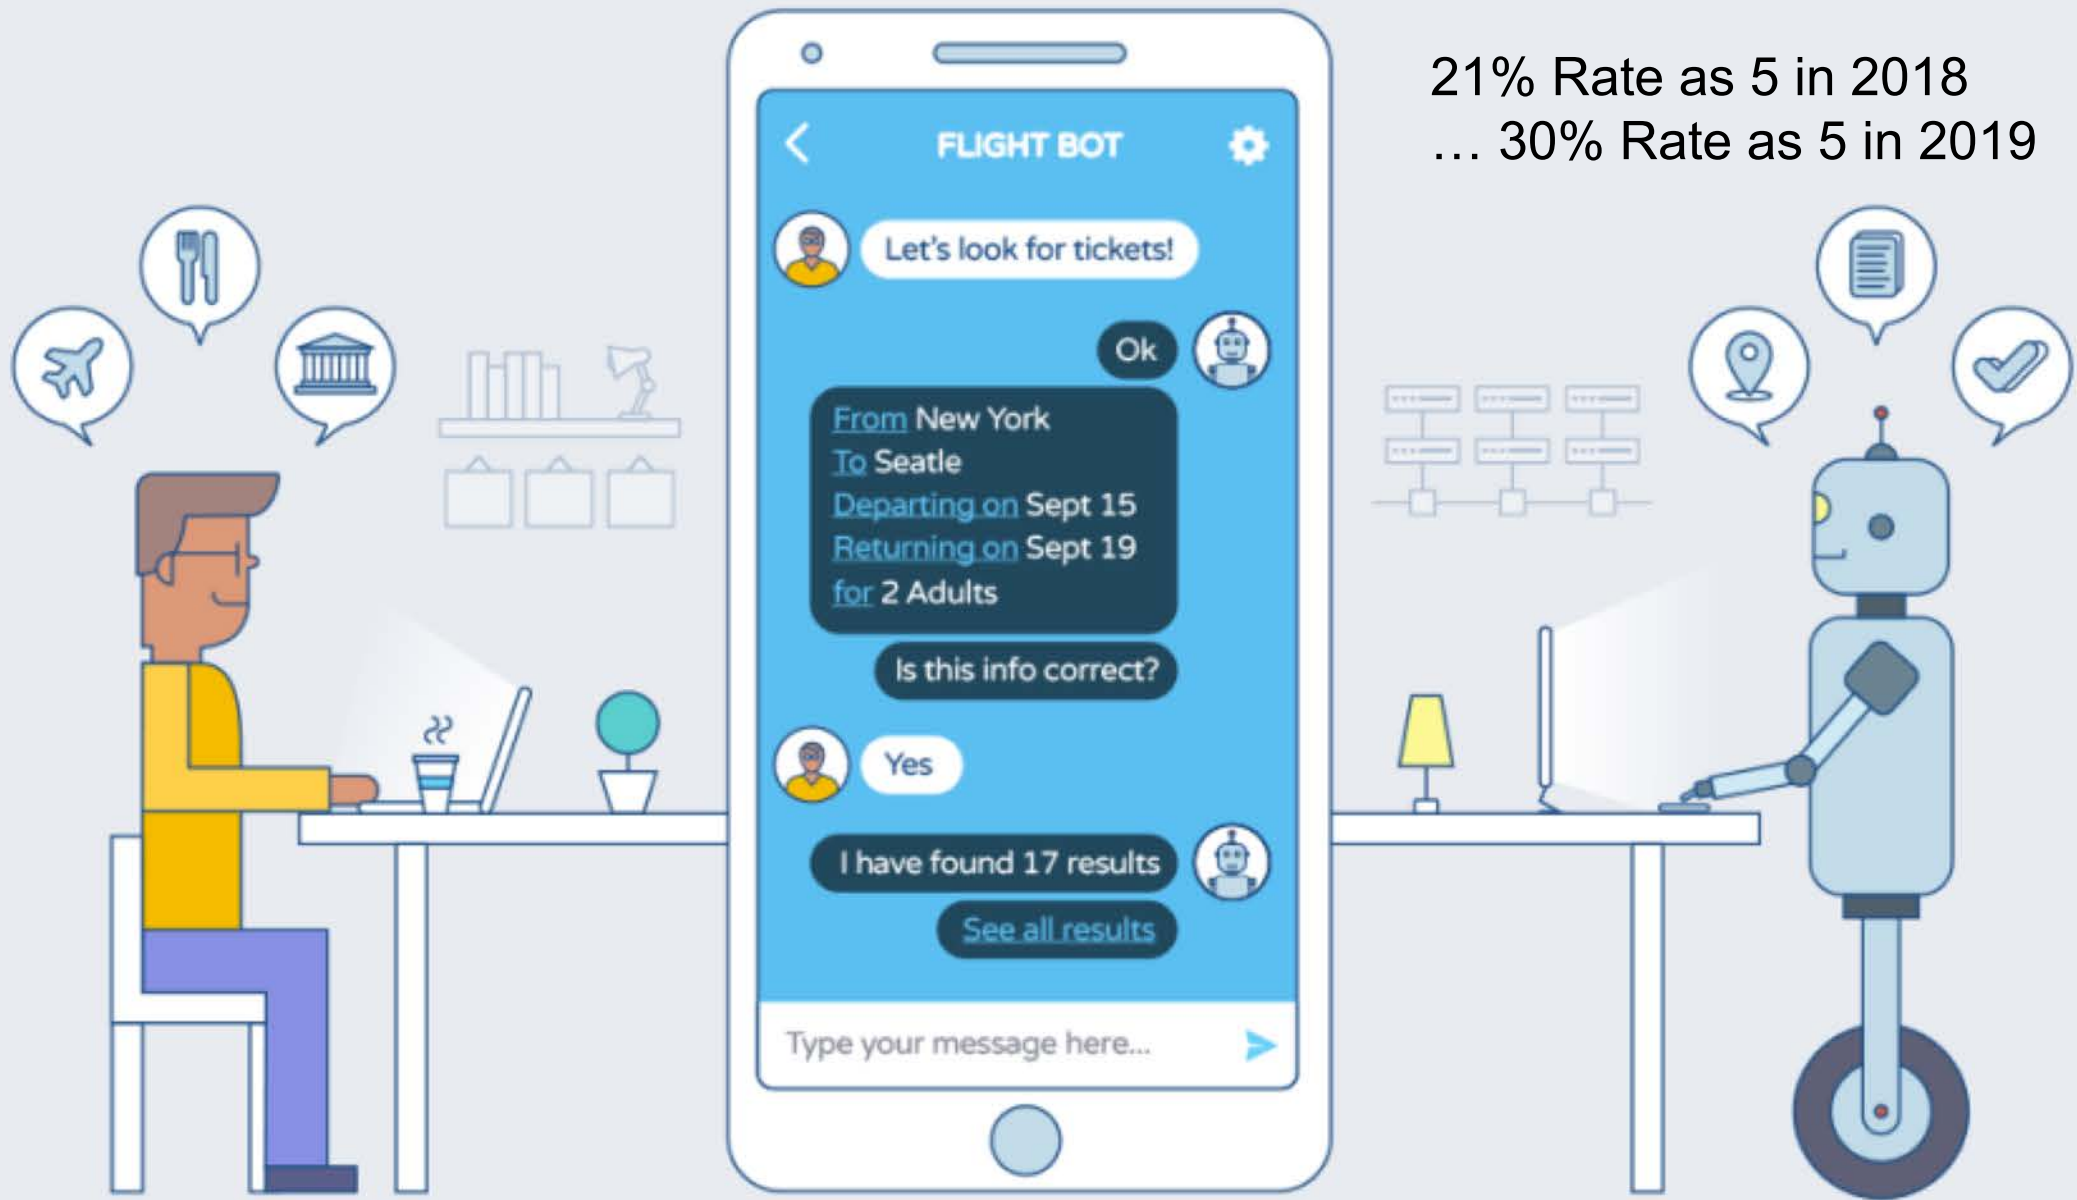 21% Rate as 5 in 2018
… 30% Rate as 5 in 2019
FLIGHT BOT
Let's look for tickets!
Ok
From New York
To Seatle
Departing on Sept 15
Returning on Sept 19
for 2 Adults
Is this info correct?
Yes
I have found 17 results
See all results
Type your message here...